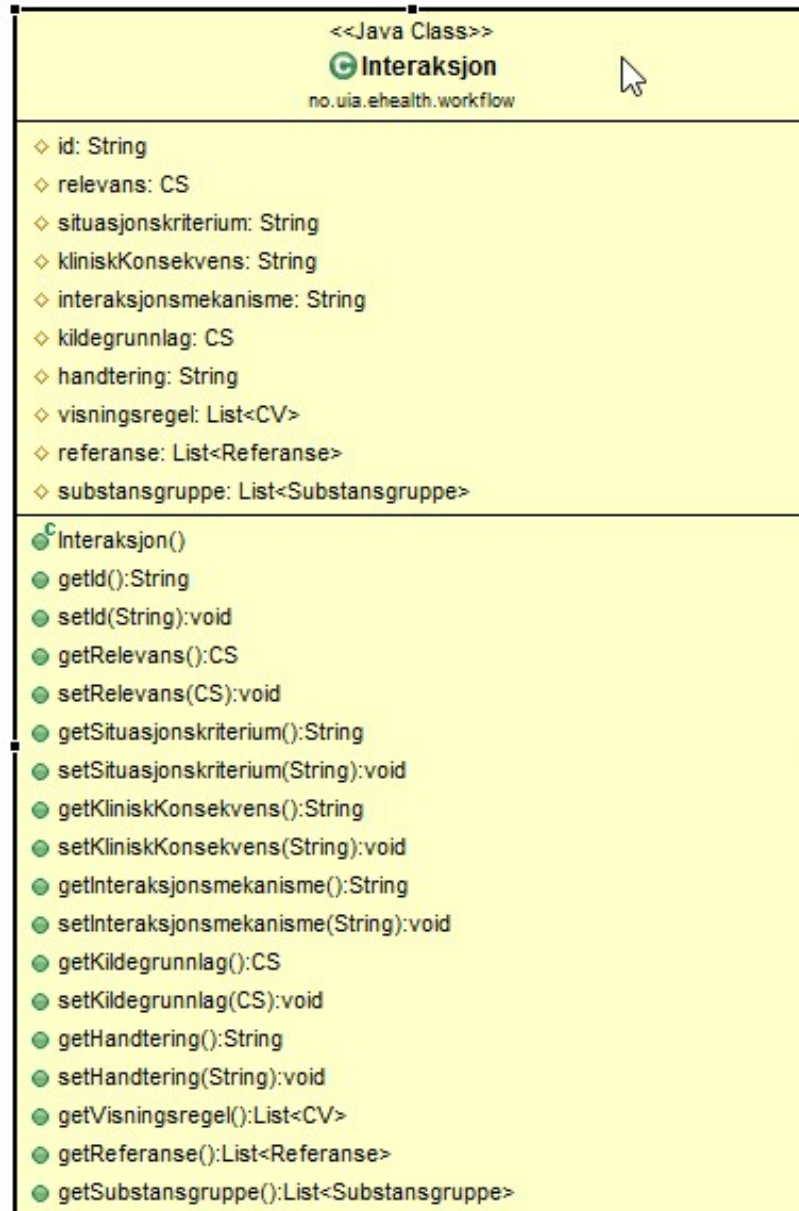 <<Java Class>>
C Interaksjon
no.uia.ehealth.workflow
id: String
relevans: CS
situasjonskriterium: String
kliniskKonsekvens: String
interaksjonsmekanisme: String
kildegrunnlag: CS
handtering: String
visningsregel: List<CV>
referanse: List<Referanse>
substansgruppe: List<Substansgruppe>
C Interaksjon()
getId():String
setId(String):void
getRelevans():CS
setRelevans(CS):void
getSituasjonskriterium():String
setSituasjonskriterium(String):void
getKliniskKonsekvens():String
setKliniskKonsekvens(String):void
getInteraksjonsmekanisme():String
setInteraksjonsmekanisme(String):void
getKildegrunnlag():CS
setKildegrunnlag(CS):void
getHandtering():String
setHandtering(String):void
getVisningsregel():List<CV>
getReferanse():List<Referanse>
getSubstansgruppe():List<Substansgruppe>